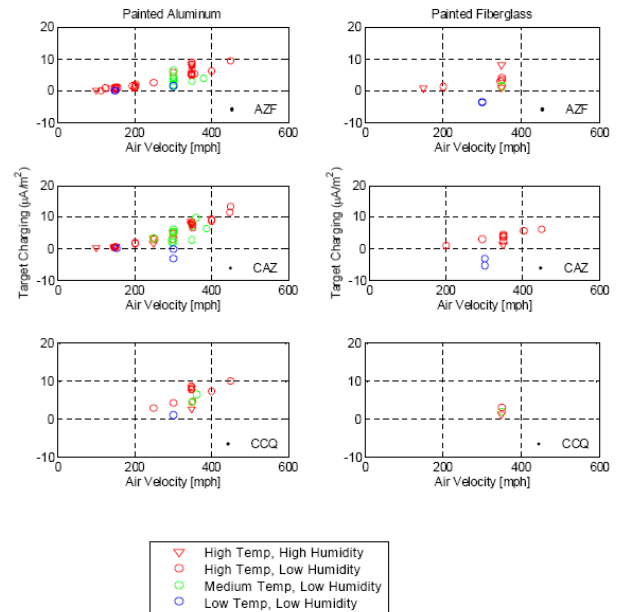 Painted Aluminum
Painted Fiberglass
20
10
0
-10
0 200 400 600
AZF
Air Velocity [mph]
20
10
0
-10
0 200 400 600
AZF
Air Velocity [mph]
Target Charging (µA/m²)
20
10
0
-10
0 200 400 600
CAZ
Air Velocity [mph]
Target Charging (µA/m²)
20
10
0
-10
0 200 400 600
CAZ
Air Velocity [mph]
20
10
0
-10
0 200 400 600
CCQ
Air Velocity [mph]
20
10
0
-10
0 200 400 600
CCQ
Air Velocity [mph]
High Temp, High Humidity
High Temp, Low Humidity
Medium Temp, Low Humidity
Low Temp, Low Humidity